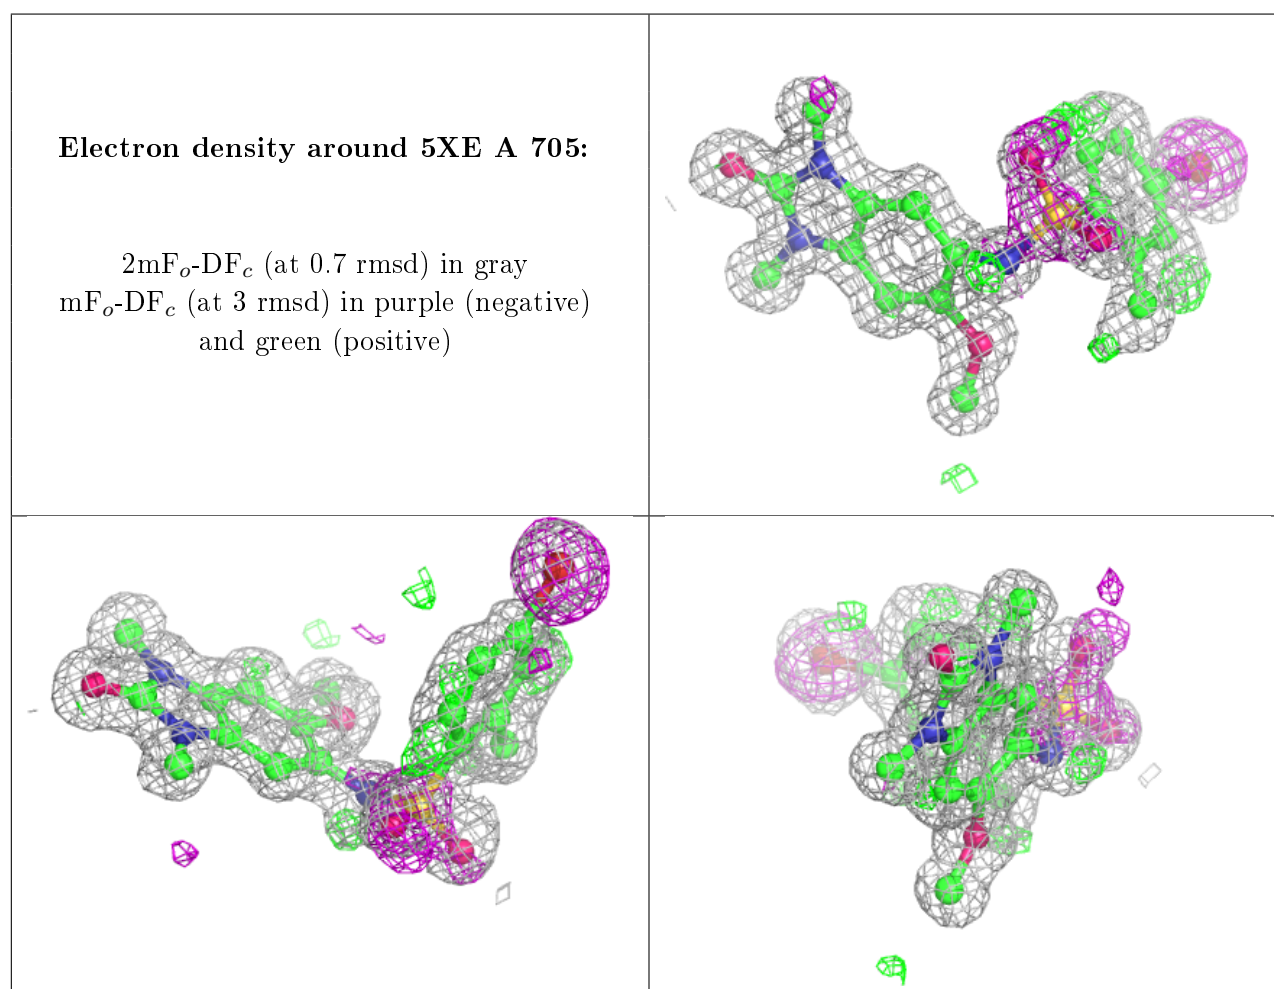 Electron density around 5XE A 705:
2mFₒ-DF𝒸 (at 0.7 rmsd) in gray
mFₒ-DF𝒸 (at 3 rmsd) in purple (negative)
and green (positive)